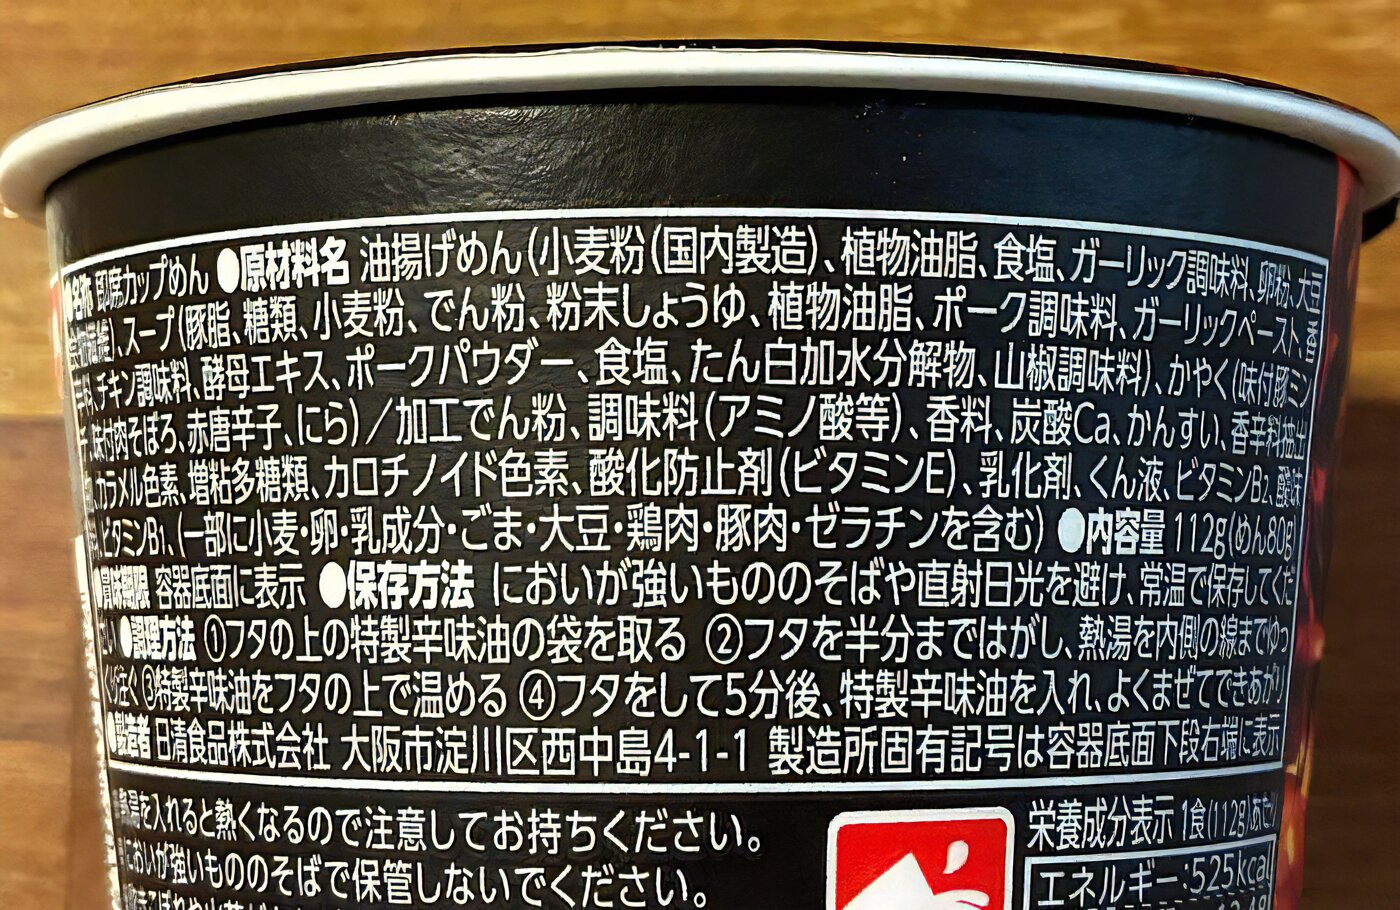 ●名称 即席カップめん ●原材料名 油揚げめん(小麦粉(国内製造)、植物油脂、食塩、ガーリック調味料、卵粉、大豆
スープ(豚脂、糖類、小麦粉、でん粉、粉末しょうゆ、植物油脂、ポーク調味料、ガーリックペースト、香
辛料、チキン調味料、酵母エキス、ポークパウダー、食塩、たん白加水分解物、山椒調味料)、かやく(味付豚ミン
チ、味付肉そぼろ、赤唐辛子、にら)／加工でん粉、調味料(アミノ酸等)、香料、炭酸Ca、かんすい、香辛料抽出
物、カラメル色素、増粘多糖類、カロチノイド色素、酸化防止剤(ビタミンE)、乳化剤、くん液、ビタミンB2、酸味
料、ビタミンB1、(一部に小麦・卵・乳成分・ごま・大豆・鶏肉・豚肉・ゼラチンを含む) ●内容量 112g(めん80g)
●賞味期限 容器底面に表示 ●保存方法 においが強いもののそばや直射日光を避け、常温で保存してくだ
さい ●調理方法 ①フタの上の特製辛味油の袋を取る ②フタを半分まではがし、熱湯を内側の線までゆっ
くり注ぐ ③特製辛味油をフタの上で温める ④フタをして5分後、特製辛味油を入れ、よくまぜてできあがり
●製造者 日清食品株式会社 大阪市淀川区西中島4-1-1 製造所固有記号は容器底面下段右端に表示
熱湯を入れると熱くなるので注意してお持ちください。
においが強いもののそばで保管しないでください。
栄養成分表示 1食(112g)あたり
エネルギー:525kcal